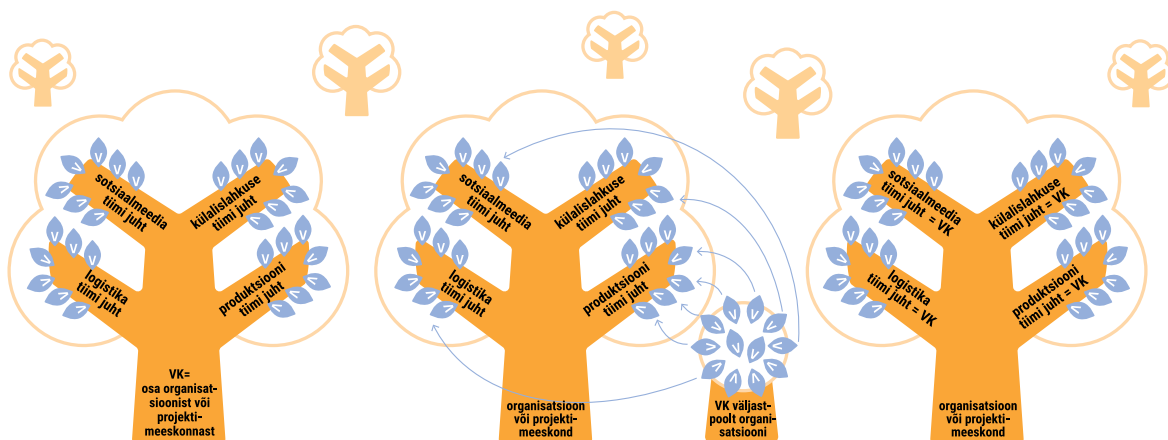 sotsiaalmeedia
tiimi juht
külalislahkuse
tiimi juht
logistika
tiimi juht
produktsiooni
tiimi juht
VK=
osa organisat-
sioonist või
projekti-
meeskonnast
V V V V V V V V V V V V V V V V V V V V V V V V V V V V
sotsiaalmeedia
tiimi juht
külalislahkuse
tiimi juht
logistika
tiimi juht
produktsiooni
tiimi juht
organisatsioon
või projekti-
meeskond
VK väljast-
poolt organi-
satsiooni
sotsiaalmeedia
tiimi juht = VK
külalislahkuse
tiimi juht = VK
logistika
tiimi juht = VK
produktsiooni
tiimi juht = VK
organisatsioon
või projekti-
meeskond